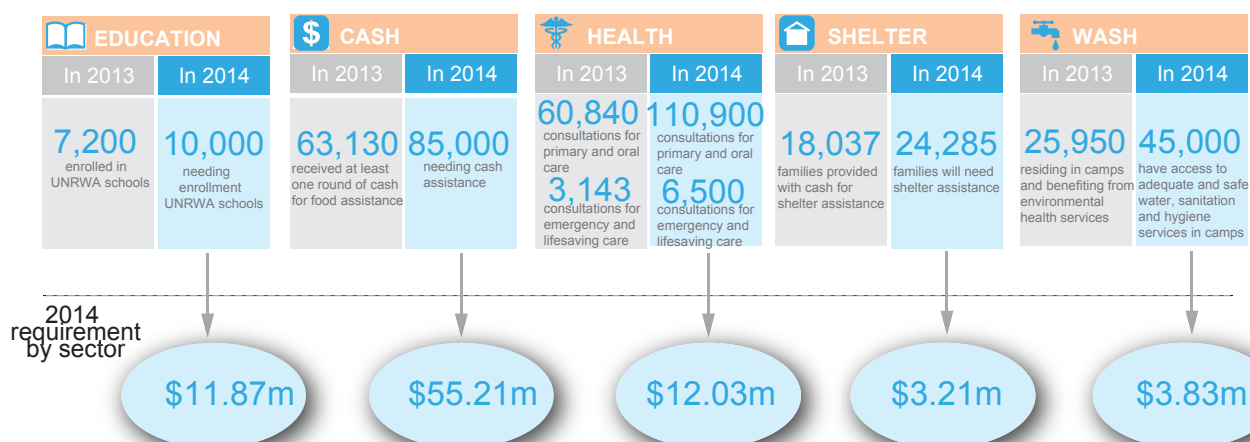 EDUCATION
In 2013
In 2014
7,200
enrolled in
UNRWA schools
10,000
needing
enrollment
UNRWA schools
$ CASH
In 2013
In 2014
63,130
received at least
one round of cash
for food assistance
85,000
needing cash
assistance
HEALTH
In 2013
In 2014
60,840
consultations for
primary and oral
care
3,143
consultations for
emergency and
lifesaving care
110,900
consultations for
primary and oral
care
6,500
consultations for
emergency and
lifesaving care
SHELTER
In 2013
In 2014
18,037
families provided
with cash for
shelter assistance
24,285
families will need
shelter assistance
WASH
In 2013
In 2014
25,950
residing in camps
and benefiting from
environmental
health services
45,000
have access to
adequate and safe
water, sanitation
and hygiene
services in camps
2014
requirement
by sector
$11.87m
$55.21m
$12.03m
$3.21m
$3.83m